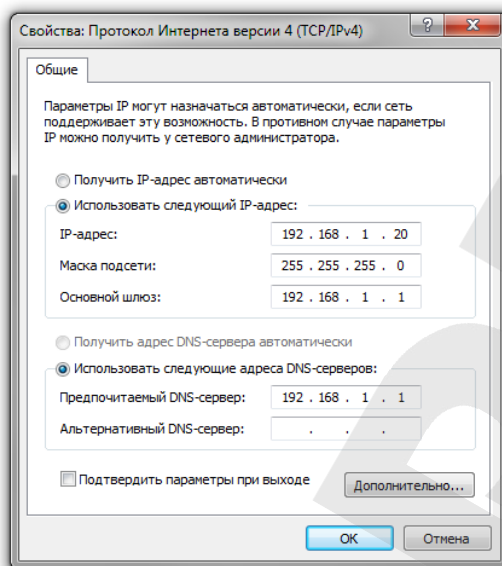 Свойства: Протокол Интернета версии 4 (TCP/IPv4)
Общие
Параметры IP могут назначаться автоматически, если сеть
поддерживает эту возможность. В противном случае параметры
IP можно получить у сетевого администратора.
Получить IP-адрес автоматически
Использовать следующий IP-адрес:
IP-адрес: 192 . 168 . 1 . 20
Маска подсети: 255 . 255 . 255 . 0
Основной шлюз: 192 . 168 . 1 . 1
Получить адрес DNS-сервера автоматически
Использовать следующие адреса DNS-серверов:
Предпочитаемый DNS-сервер: 192 . 168 . 1 . 1
Альтернативный DNS-сервер: . . .
Подтвердить параметры при выходе
Дополнительно...
OK Отмена